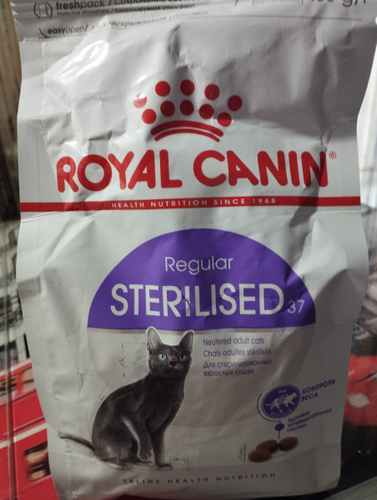 freshpack /
easyopen /
ROYAL CANIN®
HEALTH NUTRITION SINCE 1968
Regular
STERILISED 37
Neutered adult cats
Chats adultes stérilisés
Для стерилизованных
взрослых кошек
КОНТРОЛЬ
ВЕСА
FELINE HEALTH NUTRITION